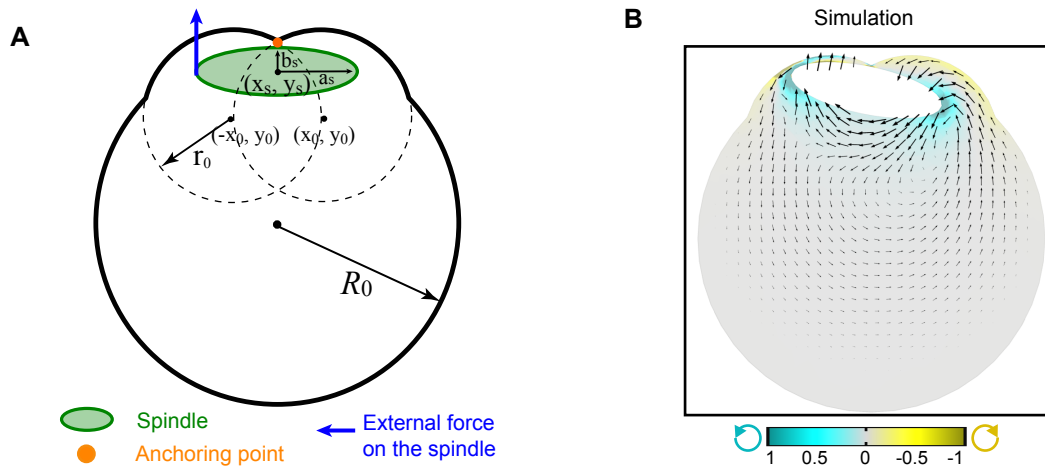 A
bₛ
aₛ
(xₛ, yₛ)
(-x₀, y₀)
(x₀, y₀)
r₀
R₀
Spindle
Anchoring point
External force
on the spindle
B
Simulation
1 0.5 0 -0.5 -1